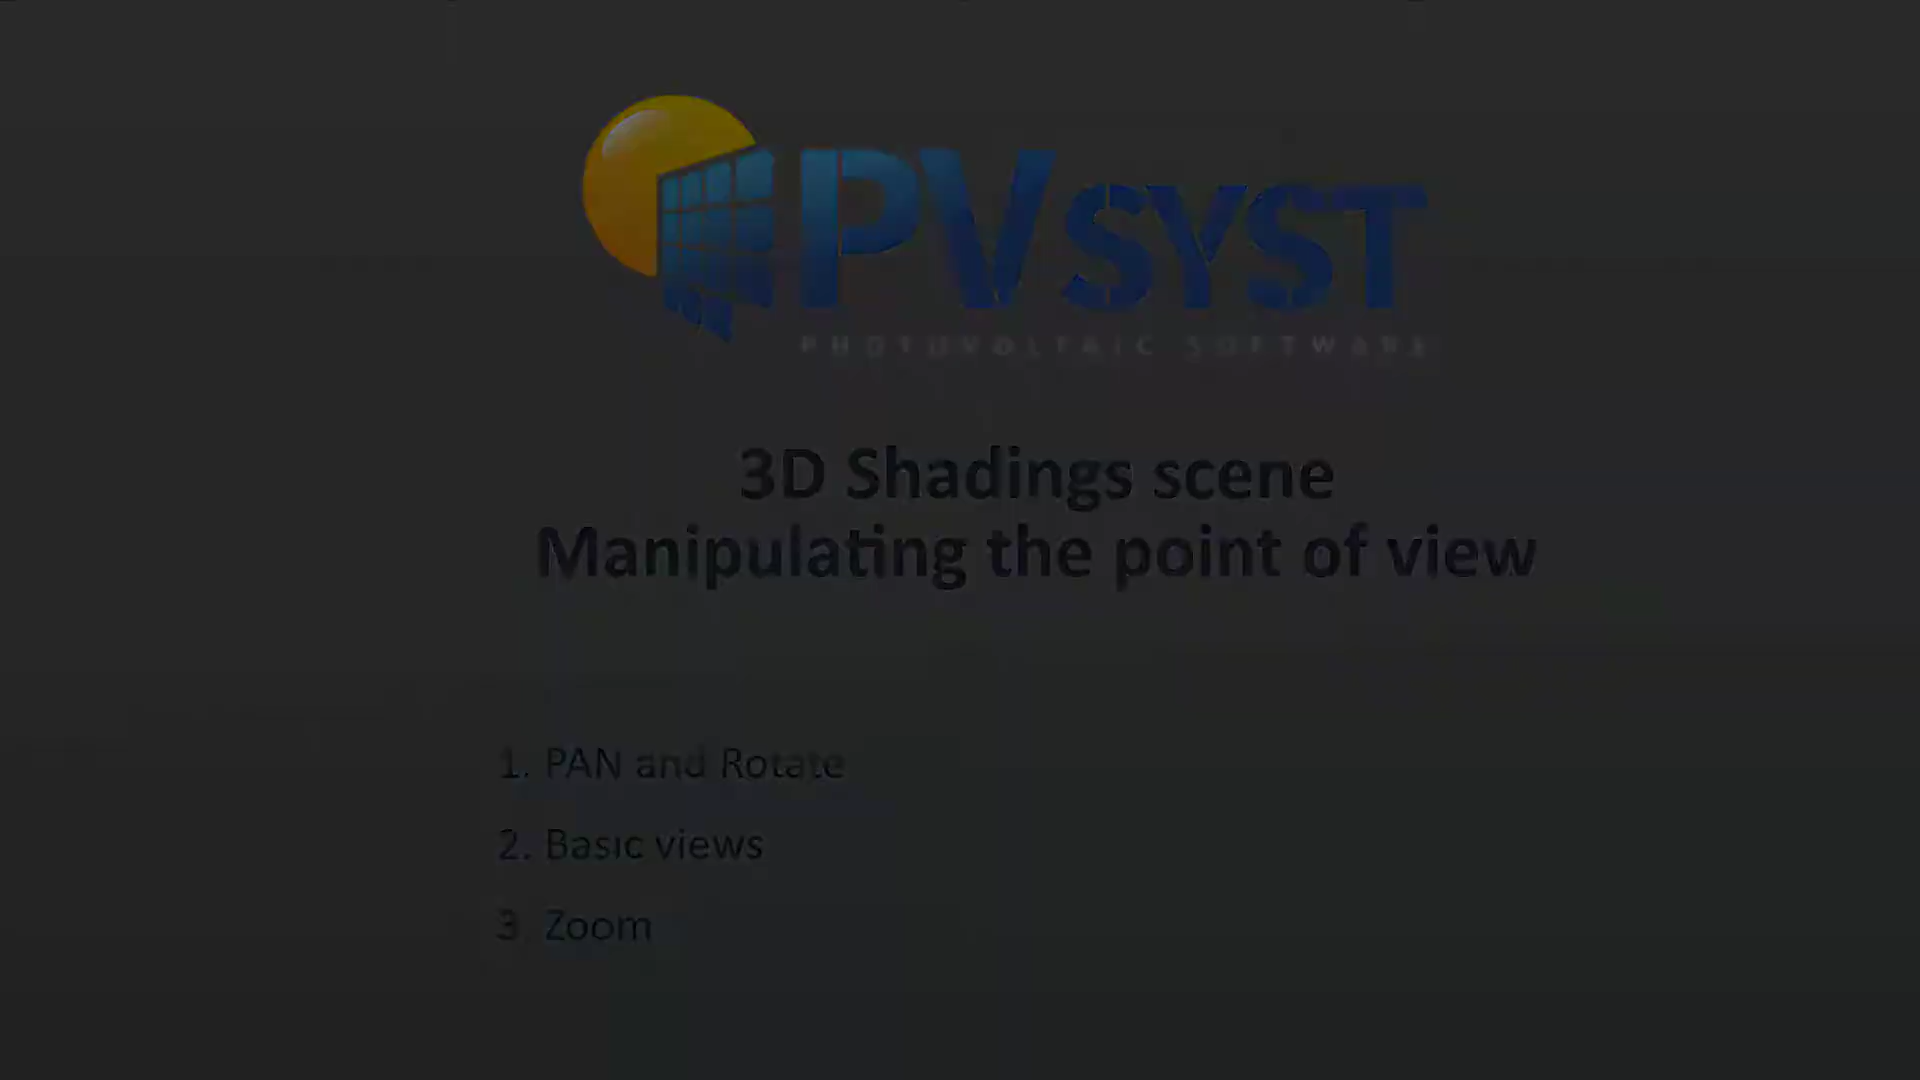 PVSYST
PHOTOVOLTAIC SOFTWARE
3D Shadings scene
Manipulating the point of view
1. PAN and Rotate
2. Basic views
3. Zoom